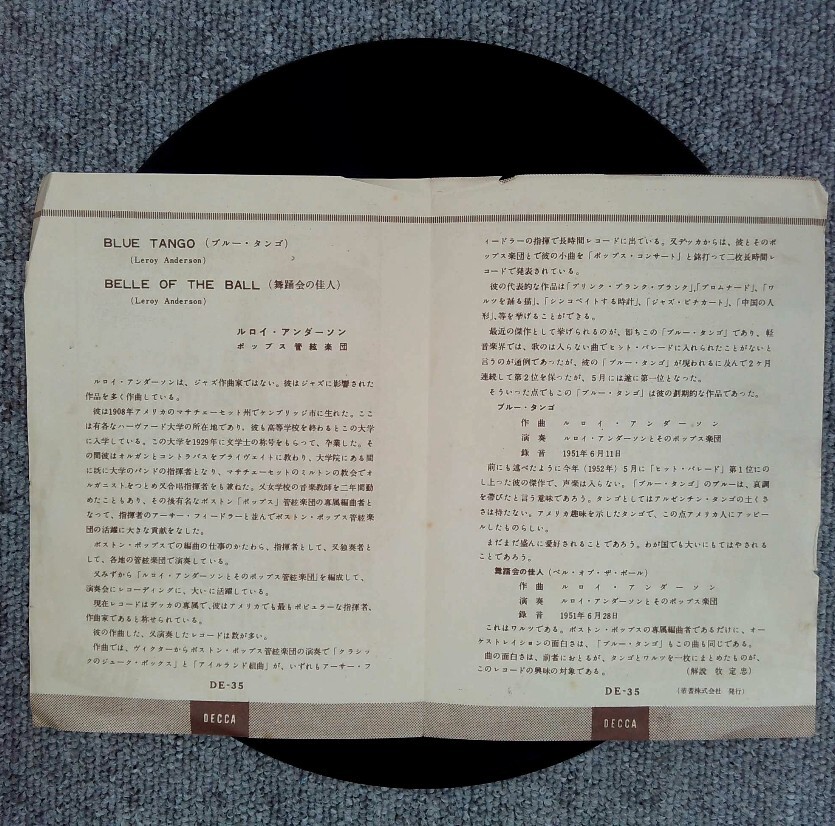 BLUE TANGO (ブルー・タンゴ)
(Leroy Anderson)
BELLE OF THE BALL (舞踊会の佳人)
(Leroy Anderson)
ルロイ・アンダーソン
ポップス管絃楽団
ルロイ・アンダーソンは、ジャズ作曲家ではない。彼はジャズに影響された
作品を多く作曲している。
彼は1908年アメリカのマサチェーセット州でケンブリッジ市に生れた。ここ
は有名なハーヴァード大学の所在地であり、彼も高等学校を終わるとこの大学
に入学している。この大学を1929年に文学士の称号をもらって、卒業した。そ
の間彼はオルガンとコントラバスをプライヴェイトに教わり、大学院にある間
に既に大学のバンドの指揮者となり、マサチェーセットのミルトンの教会でオ
ルガニストをつとめ又合唱指揮者をも兼ねた。又女学校の音楽教師を二年間勤
めたこともあり、その後有名なボストン「ポップス」管絃楽団の専属編曲者と
なって、指揮者のアーサー・フィードラーと並んでボストン・ポップス管絃楽
団の活躍に大きな貢献をなした。
ボストン・ポップスでの編曲の仕事のかたわら、指揮者として、又独奏者と
して、各地の管絃楽団で演奏している。
又みずから「ルロイ・アンダーソンとそのポップス管絃楽団」を編成して、
演奏会にレコーディングに、大いに活躍している。
現在レコードはデッカの専属で、彼はアメリカでも最もポピュラーな指揮者、
作曲家であると称せられている。
彼の作曲した、又演奏したレコードは数が多い。
作曲では、ヴィクターからボストン・ポップス管絃楽団の演奏で「クラシッ
クのジューク・ボックス」と「アイルランド組曲」が、いずれもアーサー・フ
DE-35
DECCA
ィードラーの指揮で長時間レコードに出ている。又デッカからは、彼とそのポ
ップス楽団とで彼の小曲を「ポップス・コンサート」と銘打って二枚長時間レ
コードで発表されている。
彼の代表的な作品は「プリンク・プランク・プランク」、「プロムナード」、「ワ
ルツを踊る猫」、「シンコペイトする時計」、「ジャズ・ピチカート」、「中国の人
形」、等を挙げることができる。
最近の傑作として挙げられるのが、即ちこの「ブルー・タンゴ」であり、軽
音楽界では、歌のは入らない曲でヒット・パレードに入れられたことがないと
言うのが通例であったが、彼の「ブルー・タンゴ」が現われるに及んで2ケ月
連続して第2位を保ったが、5月には遂に第一位となった。
そういった点でもこの「ブルー・タンゴ」は彼の劃期的な作品であった。
ブルー・タンゴ
作曲 ルロイ・アンダーソン
演奏 ルロイ・アンダーソンとそのポップス楽団
録音 1951年6月11日
前にも述べたように今年(1952年)5月に「ヒット・パレード」第1位にの
し上った彼の傑作で、声楽は入らない。「ブルー・タンゴ」のブルーは、哀調
を帯びたと言う意味であろう。タンゴとしてはアルゼンチン・タンゴの土くさ
さは持たない。アメリカ趣味を示したタンゴで、この点アメリカ人にアッピー
ルしたものらしい。
まだまだ盛んに愛好されることであろう。わが国でも大いにもてはやされる
ことであろう。
舞踊会の佳人(ベル・オブ・ザ・ボール)
作曲 ルロイ・アンダーソン
演奏 ルロイ・アンダーソンとそのポップス楽団
録音 1951年6月28日
これはワルツである。ボストン・ポップスの専属編曲者であるだけに、オー
ケストレイションの面白さは、「ブルー・タンゴ」もこの曲も同じである。
曲の面白さは、前者におとるが、タンゴとワルツを一枚にまとめたものが、
このレコードの興味の対象である。 (解説 牧定忠)
DE-35 (株式会社 発行)
DECCA